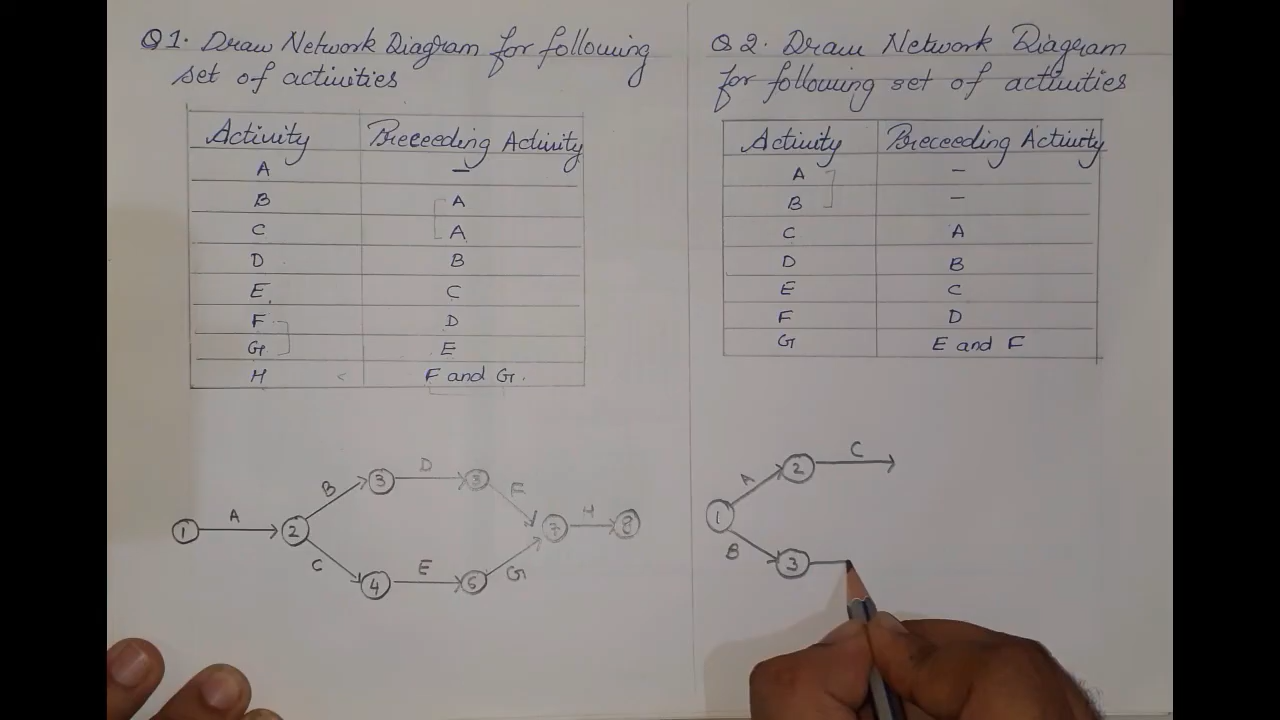 Q1. Draw Network Diagram for following
set of activities
Activity Preceeding Activity
A –
B A
C A
D B
E C
F D
G E
H F and G.
1 A 2 B 3 D 5 F 7 H 8
C 4 E 6 G
Q2. Draw Network Diagram
for following set of activities
Activity Preceeding Activity
A –
B –
C A
D B
E C
F D
G E and F
1 A 2 C
B 3